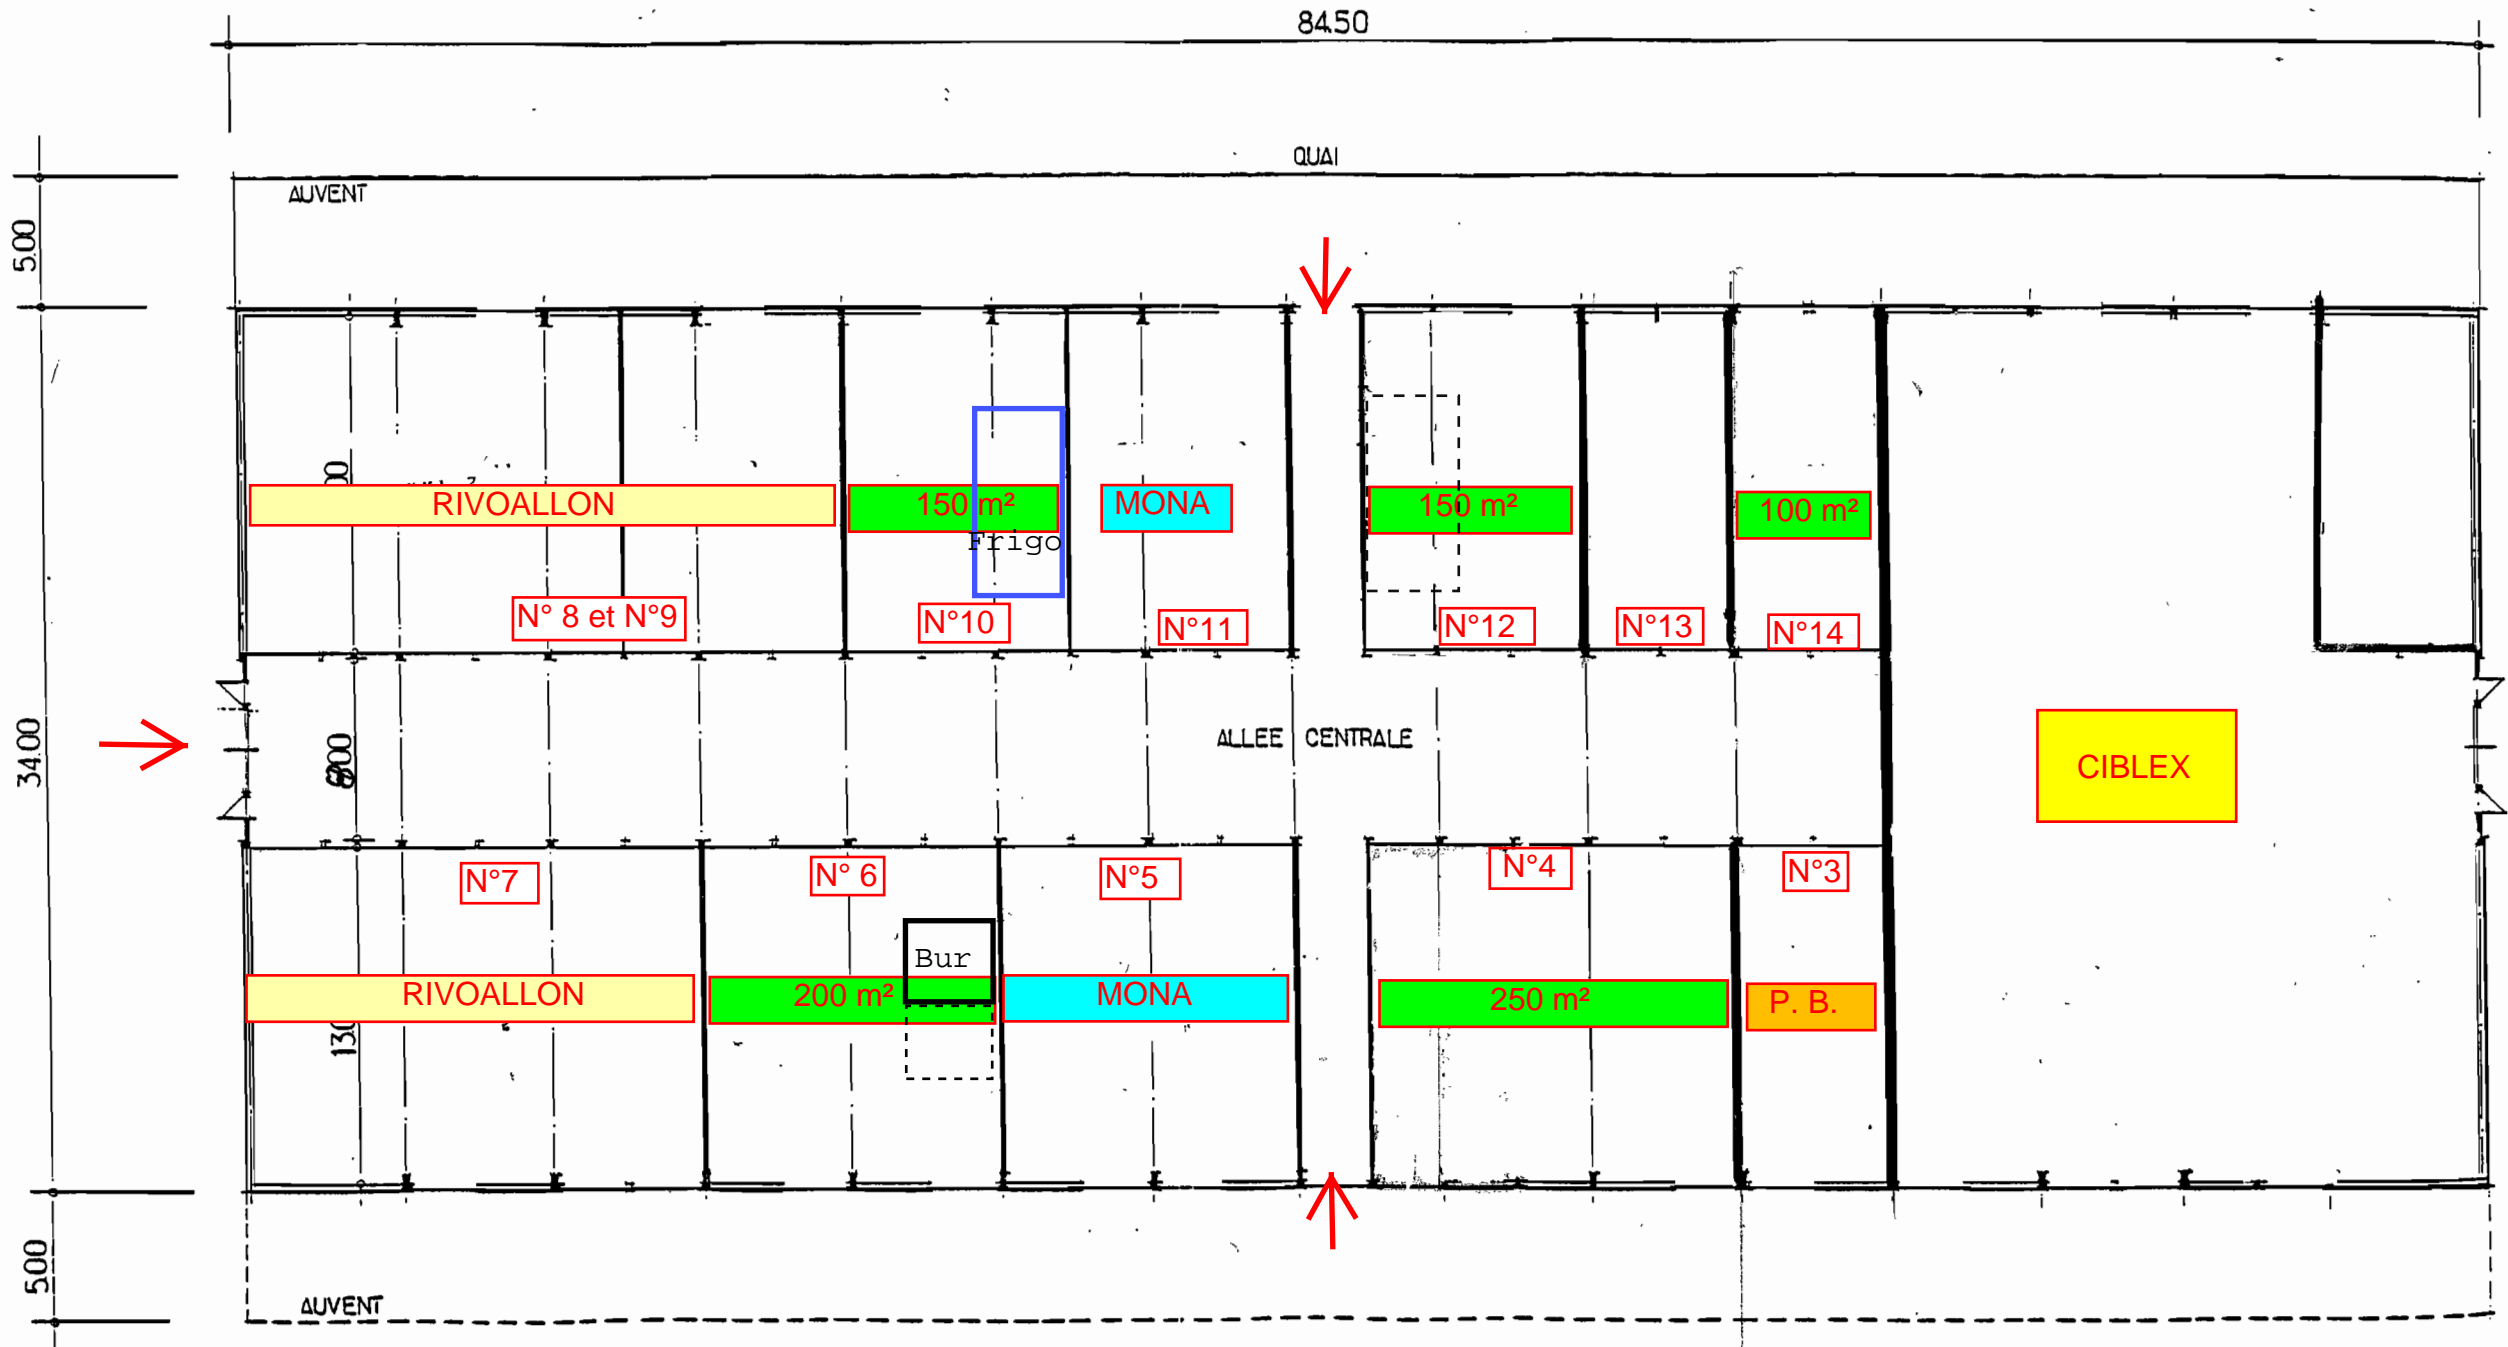 84.50
QUAI
AUVENT
5.00
RIVOALLON
150 m²
MONA
150 m²
100 m²
Frigo
N° 8 et N°9
N°10
N°11
N°12
N°13
N°14
34.00
ALLEE CENTRALE
CIBLEX
N°7
N° 6
N°5
N°4
N°3
Bur
RIVOALLON
200 m²
MONA
250 m²
P. B.
5.00
AUVENT